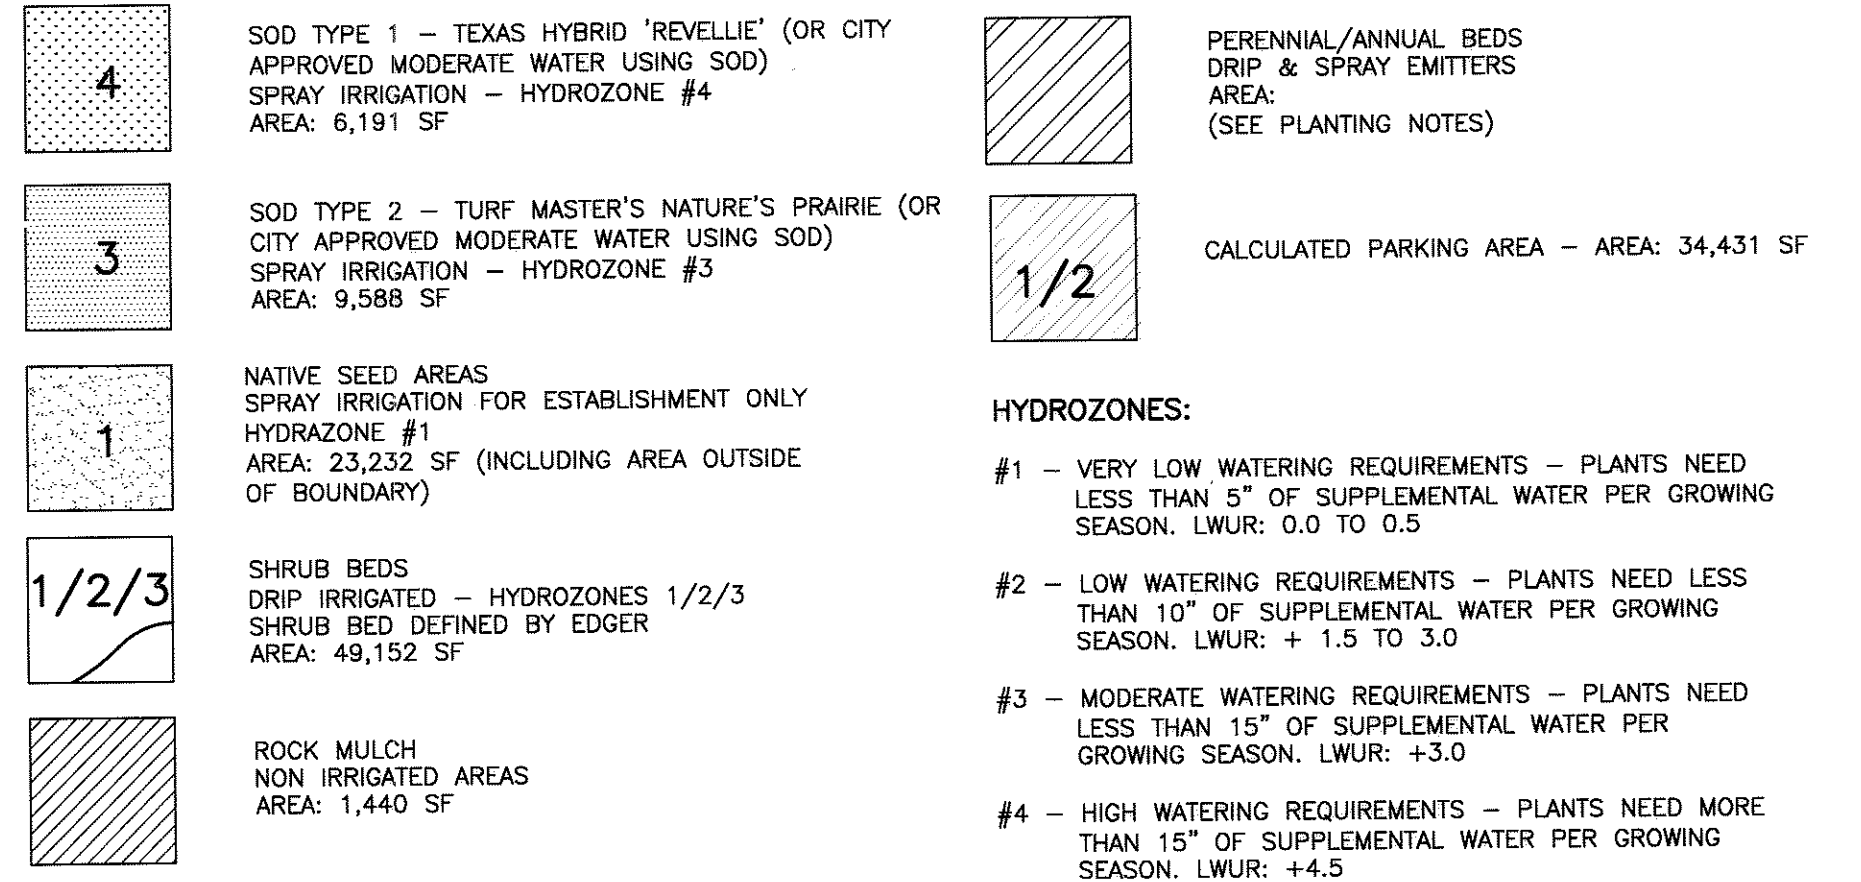 4
SOD TYPE 1 – TEXAS HYBRID 'REVELLIE' (OR CITY
APPROVED MODERATE WATER USING SOD)
SPRAY IRRIGATION – HYDROZONE #4
AREA: 6,191 SF
3
SOD TYPE 2 – TURF MASTER'S NATURE'S PRAIRIE (OR
CITY APPROVED MODERATE WATER USING SOD)
SPRAY IRRIGATION – HYDROZONE #3
AREA: 9,588 SF
1
NATIVE SEED AREAS
SPRAY IRRIGATION FOR ESTABLISHMENT ONLY
HYDRAZONE #1
AREA: 23,232 SF (INCLUDING AREA OUTSIDE
OF BOUNDARY)
1/2/3
SHRUB BEDS
DRIP IRRIGATED – HYDROZONES 1/2/3
SHRUB BED DEFINED BY EDGER
AREA: 49,152 SF
ROCK MULCH
NON IRRIGATED AREAS
AREA: 1,440 SF
PERENNIAL/ANNUAL BEDS
DRIP & SPRAY EMITTERS
AREA:
(SEE PLANTING NOTES)
1/2
CALCULATED PARKING AREA – AREA: 34,431 SF
HYDROZONES:
#1 – VERY LOW WATERING REQUIREMENTS – PLANTS NEED
LESS THAN 5" OF SUPPLEMENTAL WATER PER GROWING
SEASON. LWUR: 0.0 TO 0.5
#2 – LOW WATERING REQUIREMENTS – PLANTS NEED LESS
THAN 10" OF SUPPLEMENTAL WATER PER GROWING
SEASON. LWUR: + 1.5 TO 3.0
#3 – MODERATE WATERING REQUIREMENTS – PLANTS NEED
LESS THAN 15" OF SUPPLEMENTAL WATER PER
GROWING SEASON. LWUR: +3.0
#4 – HIGH WATERING REQUIREMENTS – PLANTS NEED MORE
THAN 15" OF SUPPLEMENTAL WATER PER GROWING
SEASON. LWUR: +4.5